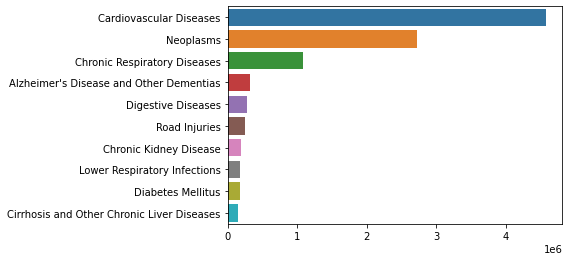 Cardiovascular Diseases
Neoplasms
Chronic Respiratory Diseases
Alzheimer's Disease and Other Dementias
Digestive Diseases
Road Injuries
Chronic Kidney Disease
Lower Respiratory Infections
Diabetes Mellitus
Cirrhosis and Other Chronic Liver Diseases
0 1 2 3 4
1e6